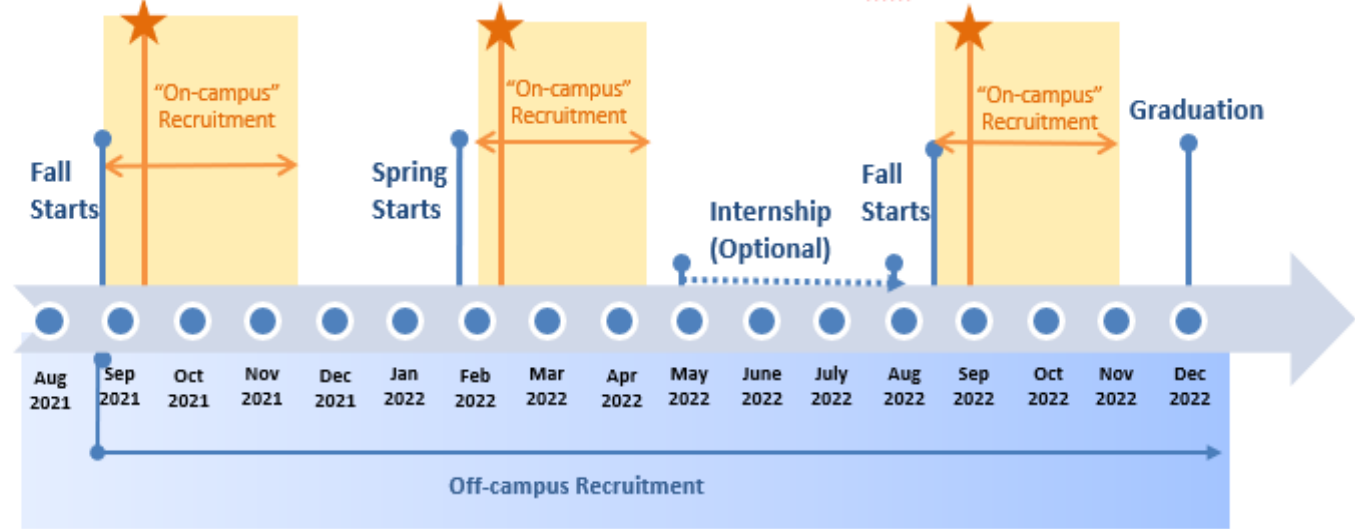 “On-campus”
Recruitment
“On-campus”
Recruitment
“On-campus”
Recruitment
Graduation
Fall
Starts
Spring
Starts
Internship
(Optional)
Fall
Starts
Aug
2021
Sep
2021
Oct
2021
Nov
2021
Dec
2021
Jan
2022
Feb
2022
Mar
2022
Apr
2022
May
2022
June
2022
July
2022
Aug
2022
Sep
2022
Oct
2022
Nov
2022
Dec
2022
Off-campus Recruitment